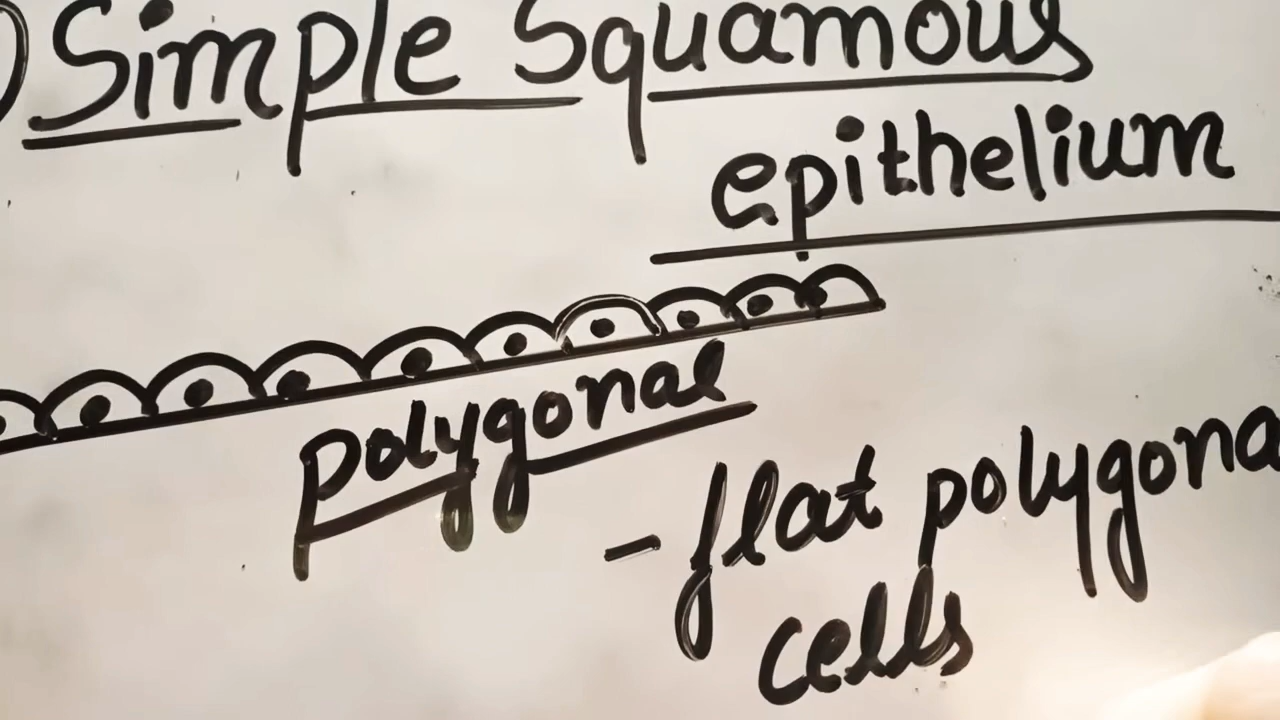 ) Simple Squamous
epithelium
polygonal
- flat polygona
cells